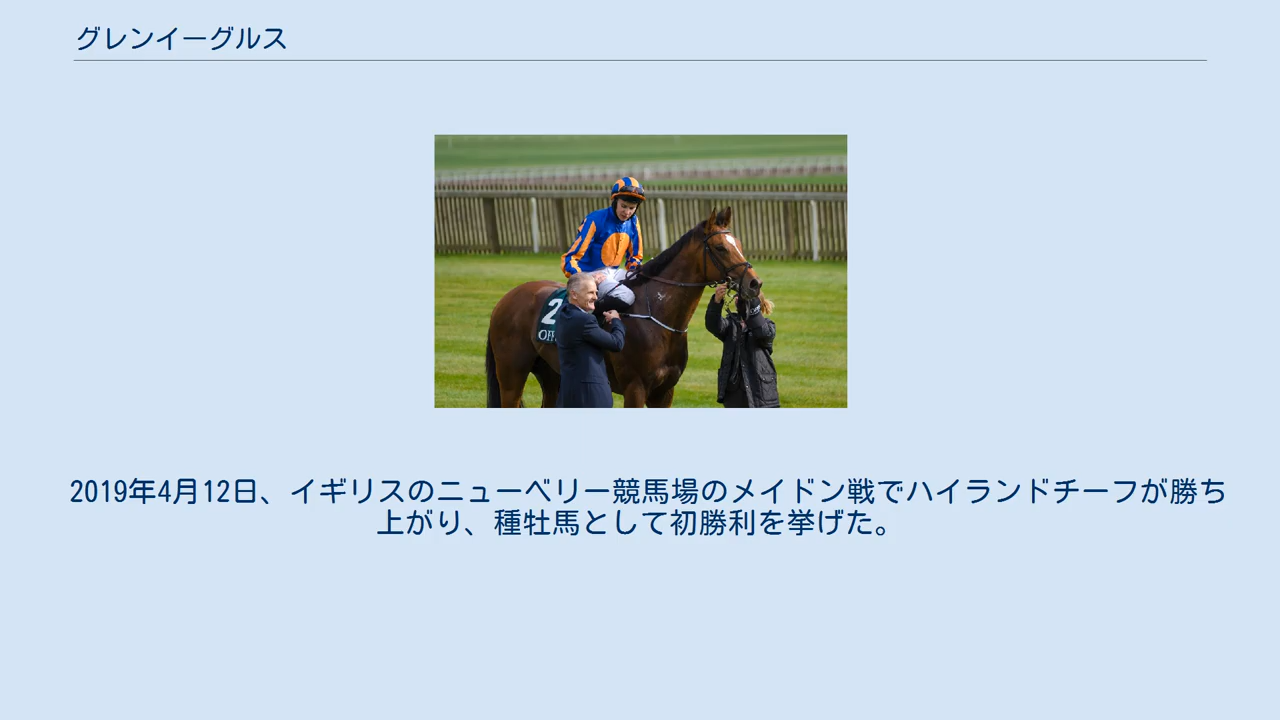 グレンイーグルス
2
OFF
2019年4月12日、イギリスのニューベリー競馬場のメイドン戦でハイランドチーフが勝ち
上がり、種牡馬として初勝利を挙げた。